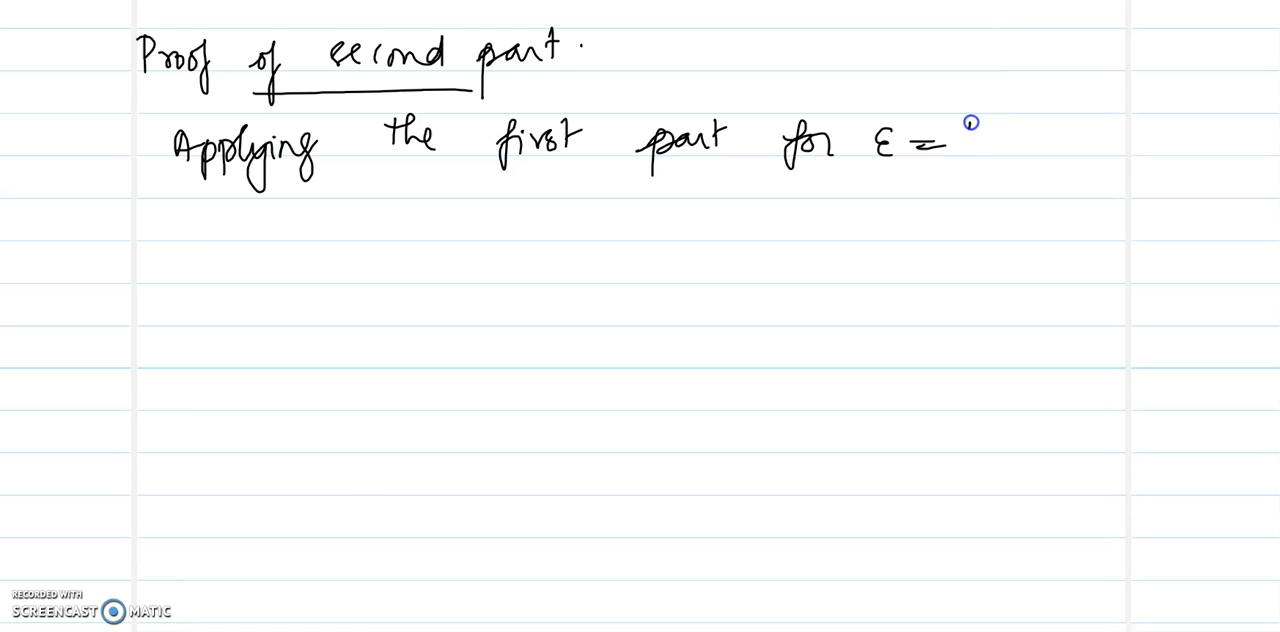 Proof of second part.
Applying the first part for ε =
RECORDED WITH
SCREENCAST MATIC